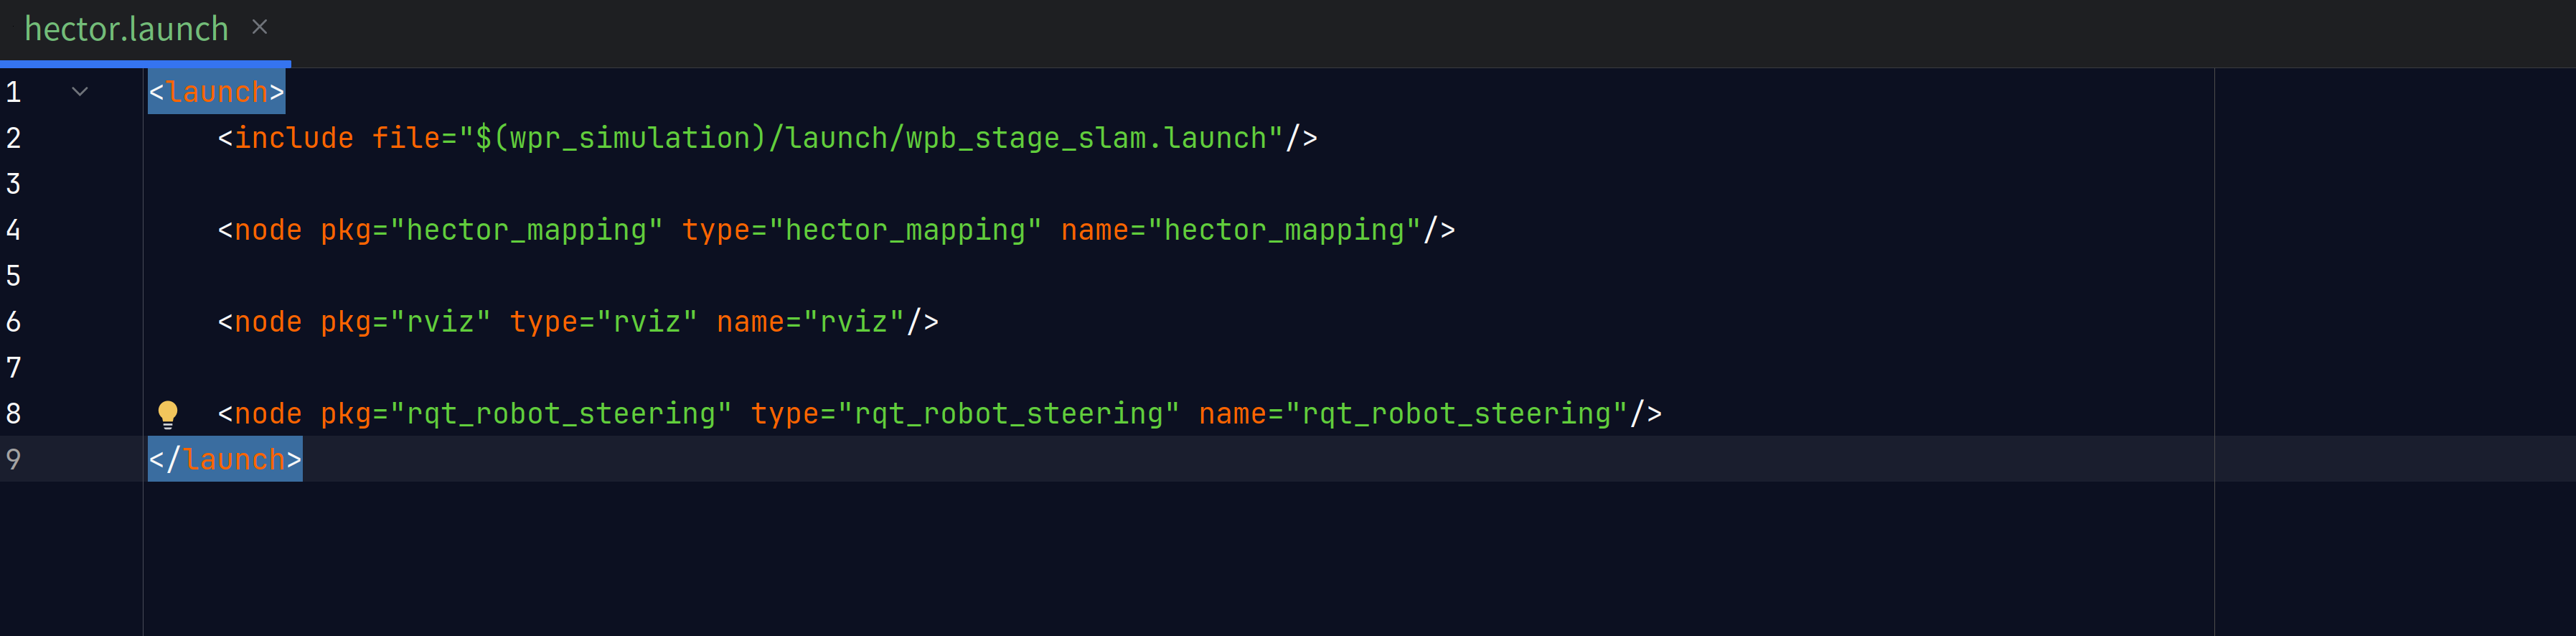 hector.launch ×
1 <launch>
2     <include file="$(wpr_simulation)/launch/wpb_stage_slam.launch"/>
3
4     <node pkg="hector_mapping" type="hector_mapping" name="hector_mapping"/>
5
6     <node pkg="rviz" type="rviz" name="rviz"/>
7
8     <node pkg="rqt_robot_steering" type="rqt_robot_steering" name="rqt_robot_steering"/>
9 </launch>